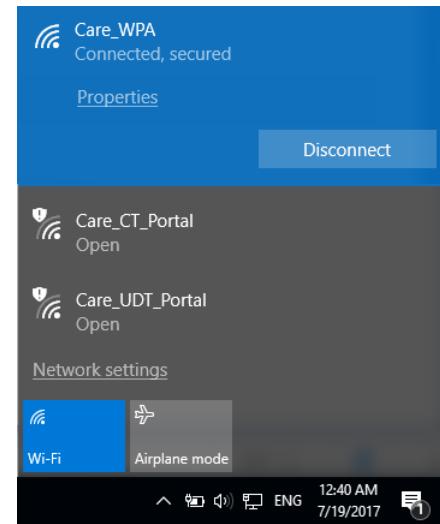 Care_WPA
Connected, secured
Properties
Disconnect
Care_CT_Portal
Open
Care_UDT_Portal
Open
Network settings
Wi-Fi
Airplane mode
ENG
12:40 AM
7/19/2017
1